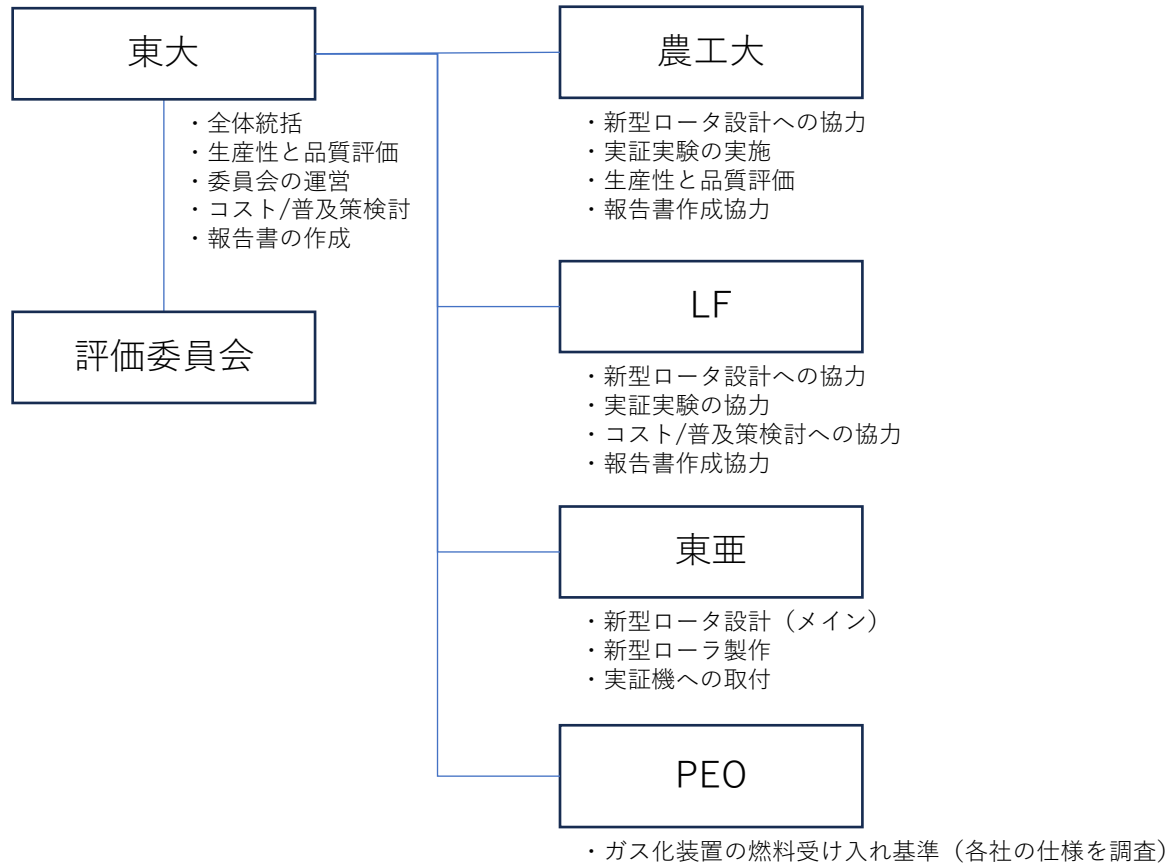 東大
・全体統括
・生産性と品質評価
・委員会の運営
・コスト/普及策検討
・報告書の作成
評価委員会
農工大
・新型ロータ設計への協力
・実証実験の実施
・生産性と品質評価
・報告書作成協力
LF
・新型ロータ設計への協力
・実証実験の協力
・コスト/普及策検討への協力
・報告書作成協力
東亜
・新型ロータ設計（メイン）
・新型ローラ製作
・実証機への取付
PEO
・ガス化装置の燃料受け入れ基準（各社の仕様を調査）